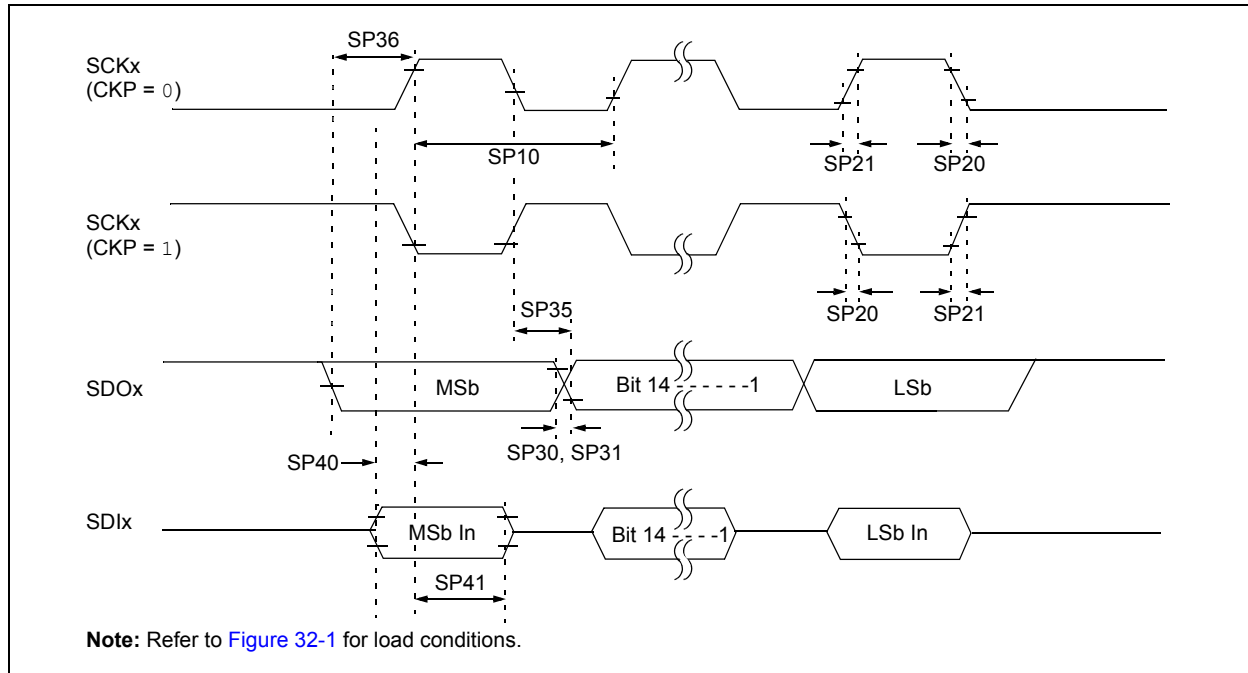 SP36
SCKx
(CKP = 0)
SP10
SP21
SP20
SCKx
(CKP = 1)
SP35
SP20
SP21
SDOx
MSb
Bit 14 - - - - - -1
LSb
SP30, SP31
SP40
SDIx
MSb In
Bit 14 - - - -1
LSb In
SP41
Note: Refer to Figure 32-1 for load conditions.